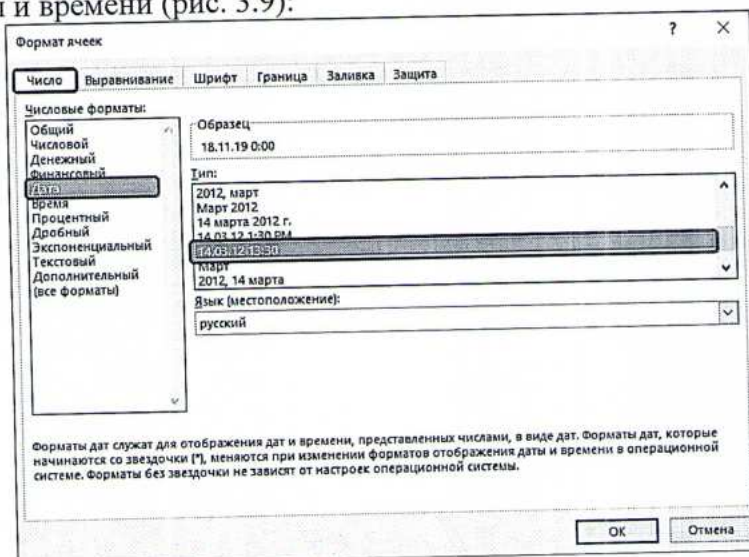 и времени (рис. 3.9):
Формат ячеек
? ×
Число Выравнивание Шрифт Граница Заливка Защита
Числовые форматы:
Общий
Числовой
Денежный
Финансовый
Дата
Время
Процентный
Дробный
Экспоненциальный
Текстовый
Дополнительный
(все форматы)
Образец
18.11.19 0:00
Тип:
2012, март
Март 2012
14 марта 2012 г.
14.03.12 1:30 PM
14.03.12 13:30
Март
2012, 14 марта
Язык (местоположение):
русский
Форматы дат служат для отображения дат и времени, представленных числами, в виде дат. Форматы дат, которые
начинаются со звездочки (*), меняются при изменении форматов отображения даты и времени в операционной
системе. Форматы без звездочки не зависят от настроек операционной системы.
ОК Отмена